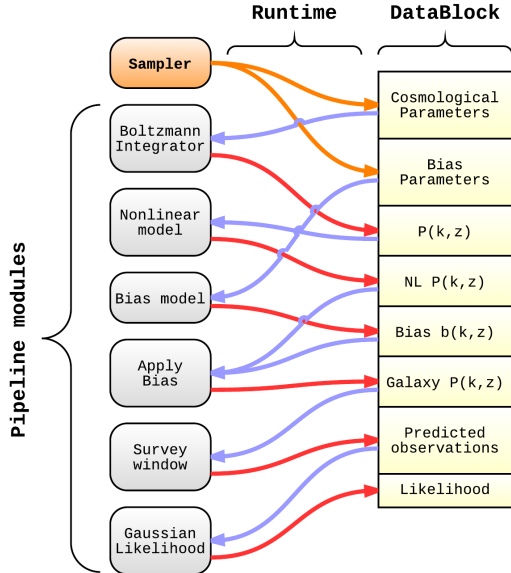 Runtime
DataBlock
Sampler
Pipeline modules
Boltzmann
Integrator
Nonlinear
model
Bias model
Apply
Bias
Survey
window
Gaussian
Likelihood
Cosmological
Parameters
Bias
Parameters
P(k,z)
NL P(k,z)
Bias b(k,z)
Galaxy P(k,z)
Predicted
observations
Likelihood